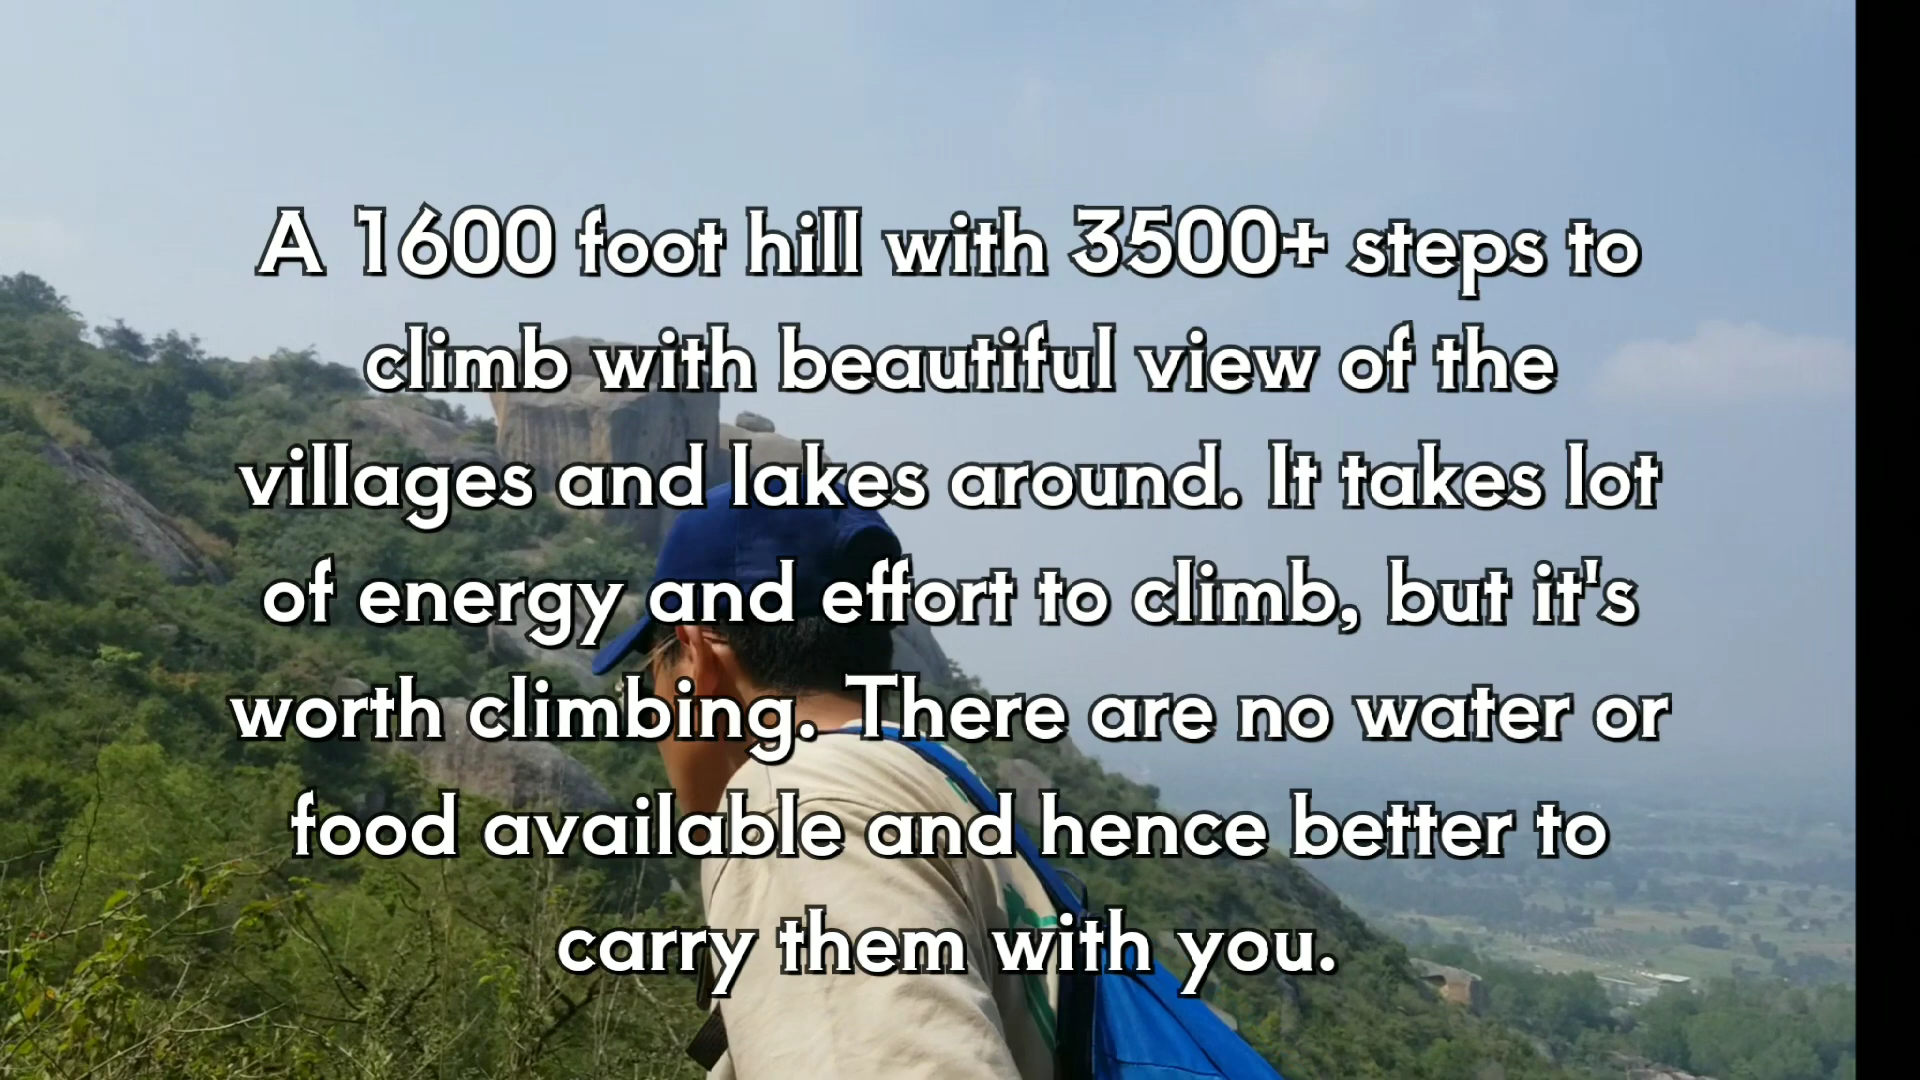 A 1600 foot hill with 3500+ steps to
climb with beautiful view of the
villages and lakes around. It takes lot
of energy and effort to climb, but it's
worth climbing. There are no water or
food available and hence better to
carry them with you.